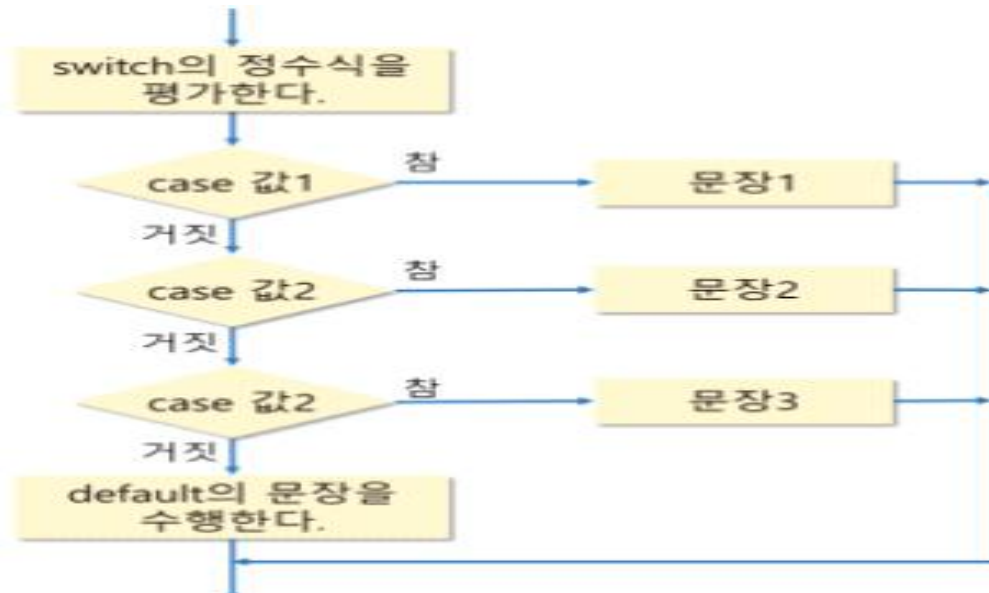 switch의 정수식을
평가한다.
case 값1
참
문장1
거짓
case 값2
참
문장2
거짓
case 값2
참
문장3
거짓
default의 문장을
수행한다.